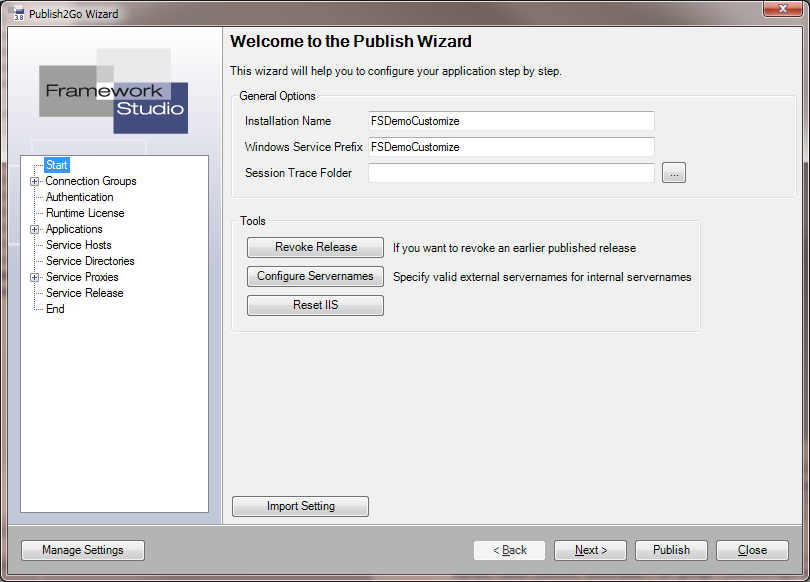 3.8 Publish2Go Wizard
Framework
Studio
Start
Connection Groups
Authentication
Runtime License
Applications
Service Hosts
Service Directories
Service Proxies
Service Release
End
Welcome to the Publish Wizard
This wizard will help you to configure your application step by step.
General Options
Installation Name FSDemoCustomize
Windows Service Prefix FSDemoCustomize
Session Trace Folder ...
Tools
Revoke Release If you want to revoke an earlier published release
Configure Servernames Specify valid external servernames for internal servernames
Reset IIS
Import Setting
Manage Settings < Back Next > Publish Close